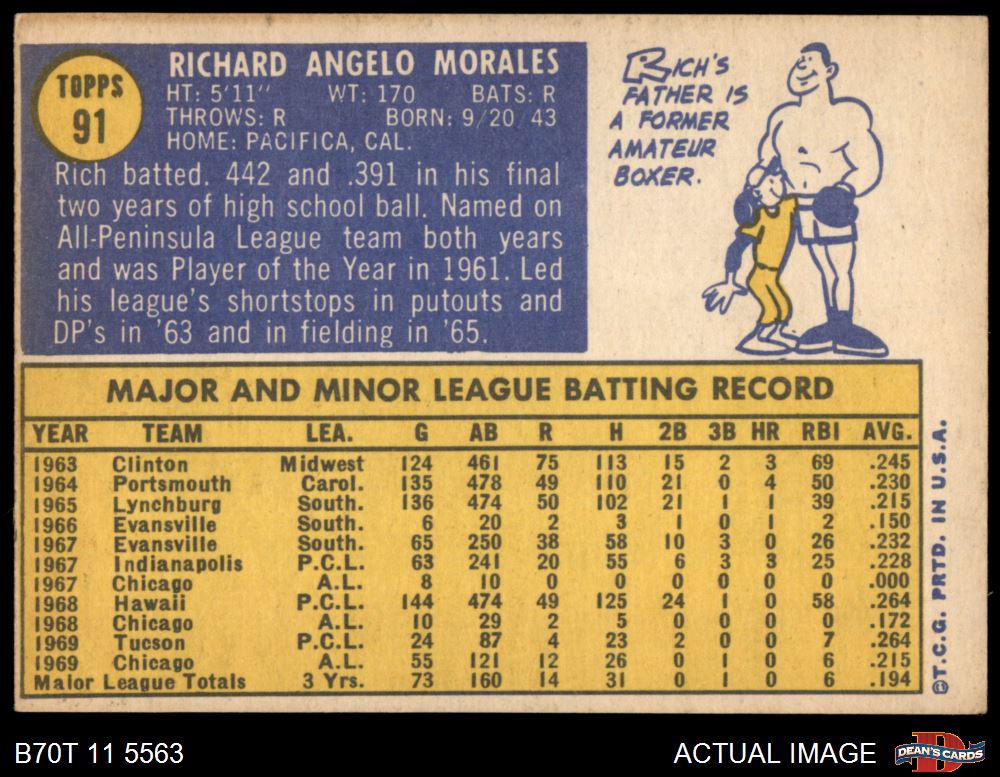 TOPPS
91
RICHARD ANGELO MORALES
HT: 5'11" WT: 170 BATS: R
THROWS: R BORN: 9/20/43
HOME: PACIFICA, CAL.
Rich batted. 442 and .391 in his final
two years of high school ball. Named on
All-Peninsula League team both years
and was Player of the Year in 1961. Led
his league's shortstops in putouts and
DP's in '63 and in fielding in '65.
RICH'S
FATHER IS
A FORMER
AMATEUR
BOXER.
MAJOR AND MINOR LEAGUE BATTING RECORD
YEAR TEAM LEA. G AB R H 2B 3B HR RBI AVG.
1963 Clinton Midwest 124 461 75 113 15 2 3 69 .245
1964 Portsmouth Carol. 135 478 49 110 21 0 4 50 .230
1965 Lynchburg South. 136 474 50 102 21 1 1 39 .215
1966 Evansville South. 6 20 2 3 1 0 1 2 .150
1967 Evansville South. 65 250 38 58 10 3 0 26 .232
1967 Indianapolis P.C.L. 63 241 20 55 6 3 3 25 .228
1967 Chicago A.L. 8 10 0 0 0 0 0 0 .000
1968 Hawaii P.C.L. 144 474 49 125 24 1 0 58 .264
1968 Chicago A.L. 10 29 2 5 0 0 0 0 .172
1969 Tucson P.C.L. 24 87 4 23 2 0 0 7 .264
1969 Chicago A.L. 55 121 12 26 0 1 0 6 .215
Major League Totals 3 Yrs. 73 160 14 31 0 1 0 6 .194
©T.C.G. PRTD. IN U.S.A.
B70T 11 5563
ACTUAL IMAGE
DEAN'S CARDS